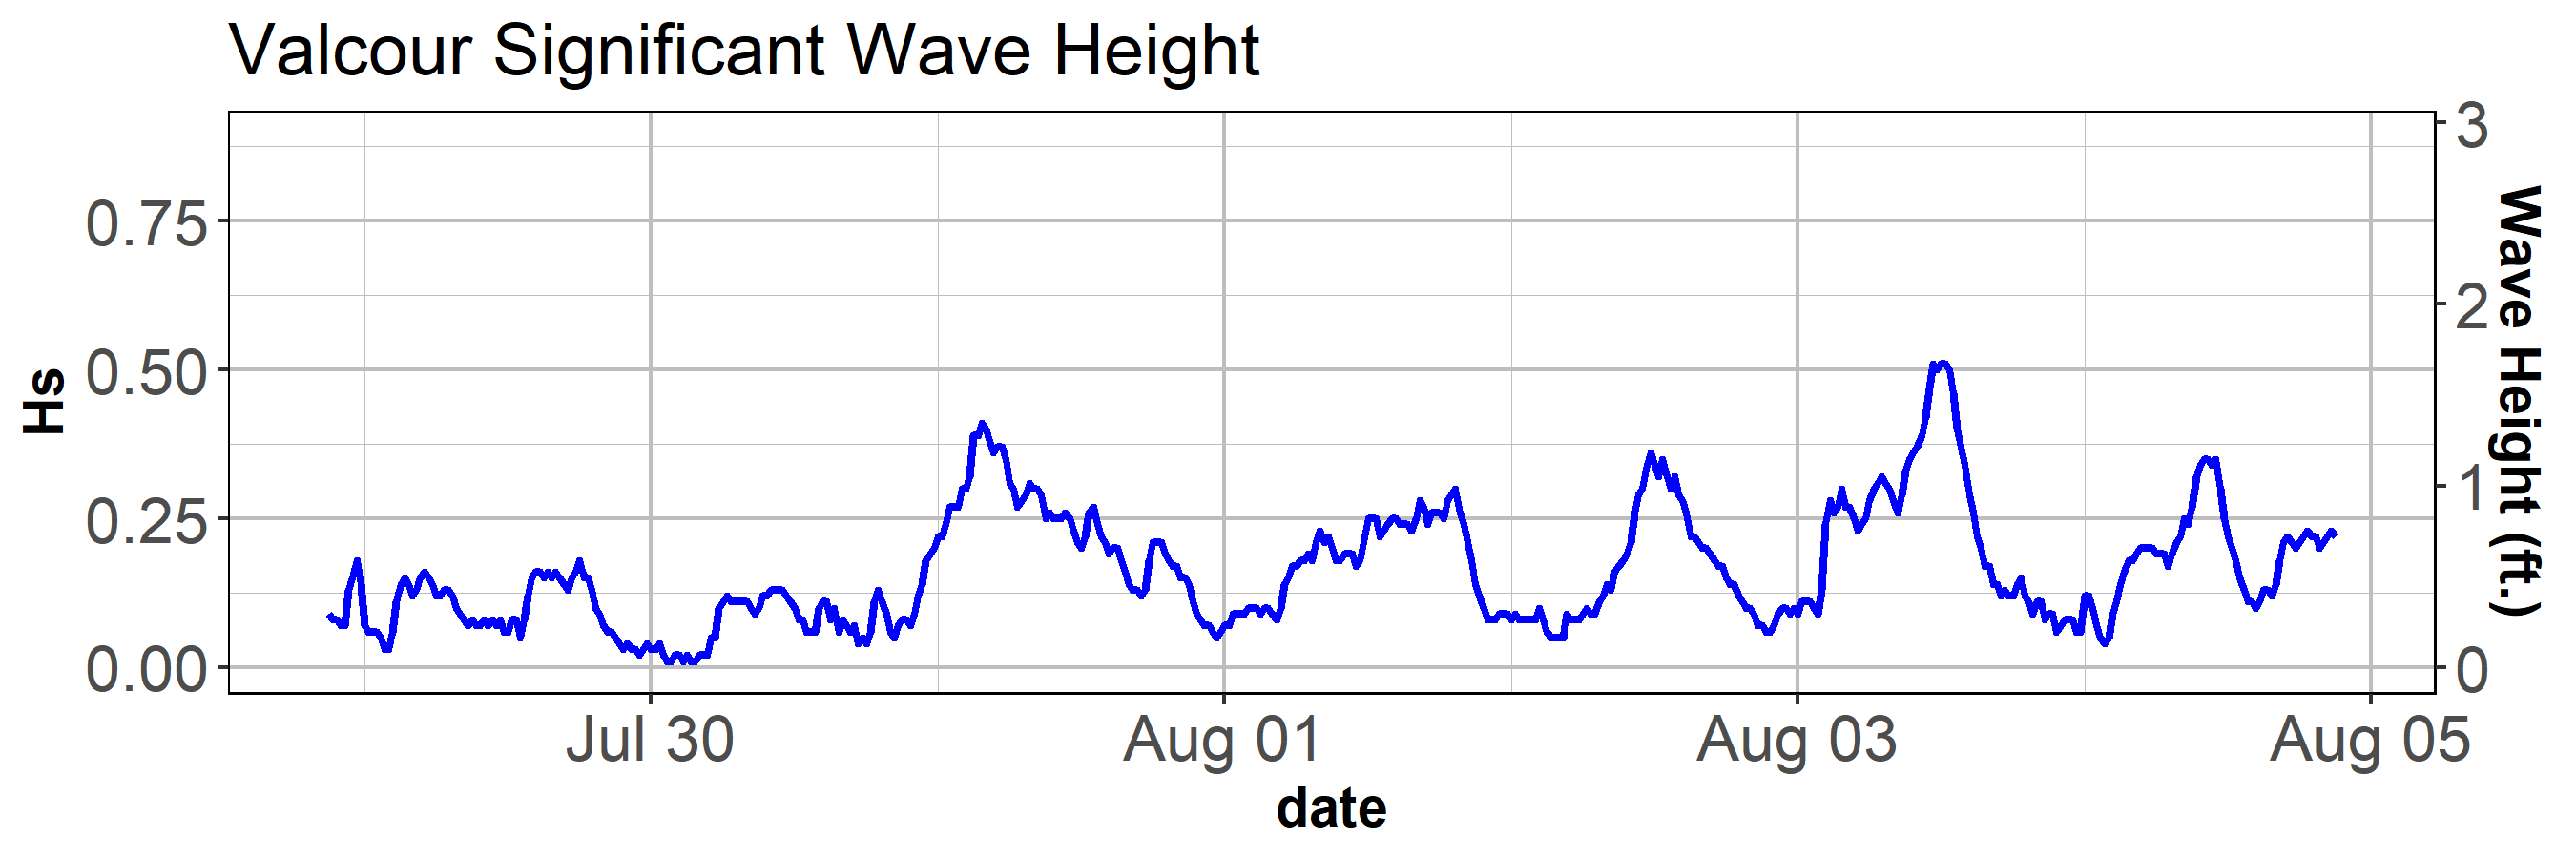 Valcour Significant Wave Height
3
0.75
2
0.50
1
0.25
0.00
0
Hs
Wave Height (ft.)
Jul 30
Aug 01
Aug 03
Aug 05
date